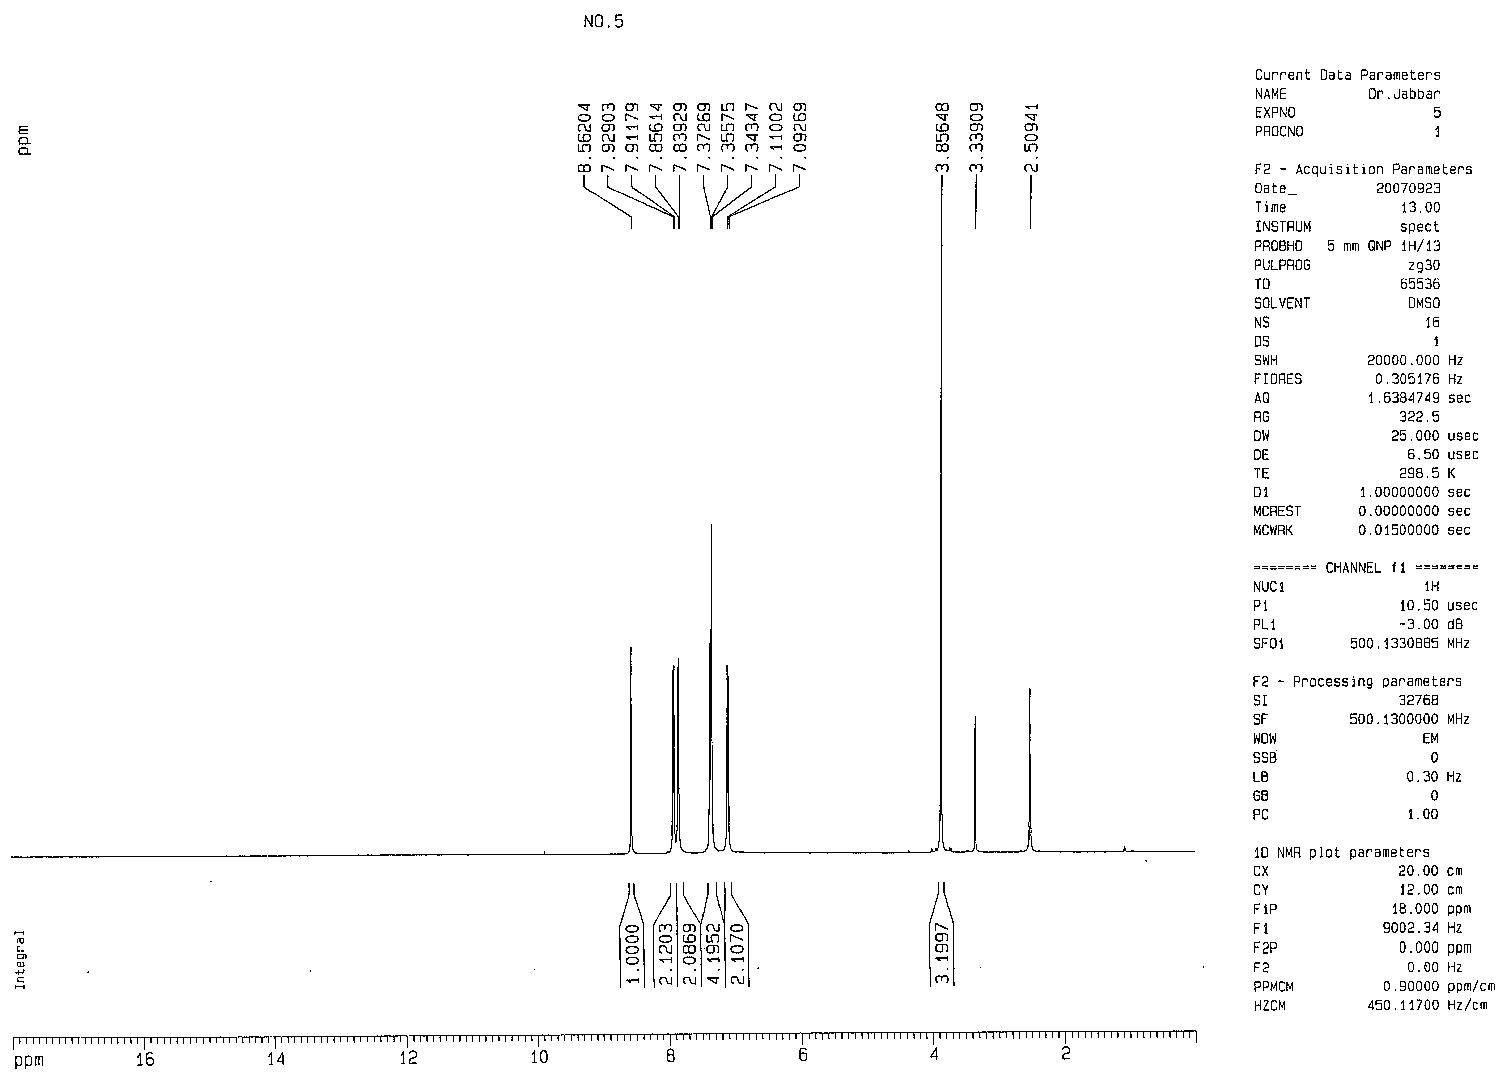 NO.5
ppm
8.56204
7.92903
7.91179
7.85614
7.83929
7.37269
7.35575
7.34347
7.11002
7.09269
3.85648
3.33909
2.50941
Current Data Parameters
NAME Dr.Jabbar
EXPNO 5
PROCNO 1
F2 - Acquisition Parameters
Date_ 20070923
Time 13.00
INSTRUM spect
PROBHD 5 mm QNP 1H/13
PULPROG zg30
TD 65536
SOLVENT DMSO
NS 16
DS 1
SWH 20000.000 Hz
FIDRES 0.305176 Hz
AQ 1.6384749 sec
RG 322.5
DW 25.000 usec
DE 6.50 usec
TE 298.5 K
D1 1.00000000 sec
MCREST 0.00000000 sec
MCWRK 0.01500000 sec
======== CHANNEL f1 ========
NUC1 1H
P1 10.50 usec
PL1 -3.00 dB
SFO1 500.1330885 MHz
F2 - Processing parameters
SI 32768
SF 500.1300000 MHz
WDW EM
SSB 0
LB 0.30 Hz
GB 0
PC 1.00
1D NMR plot parameters
CX 20.00 cm
CY 12.00 cm
F1P 18.000 ppm
F1 9002.34 Hz
F2P 0.000 ppm
F2 0.00 Hz
PPMCM 0.90000 ppm/cm
HZCM 450.11700 Hz/cm
Integral
1.0000
2.1203
2.0869
4.1952
2.1070
3.1997
ppm 16 14 12 10 8 6 4 2